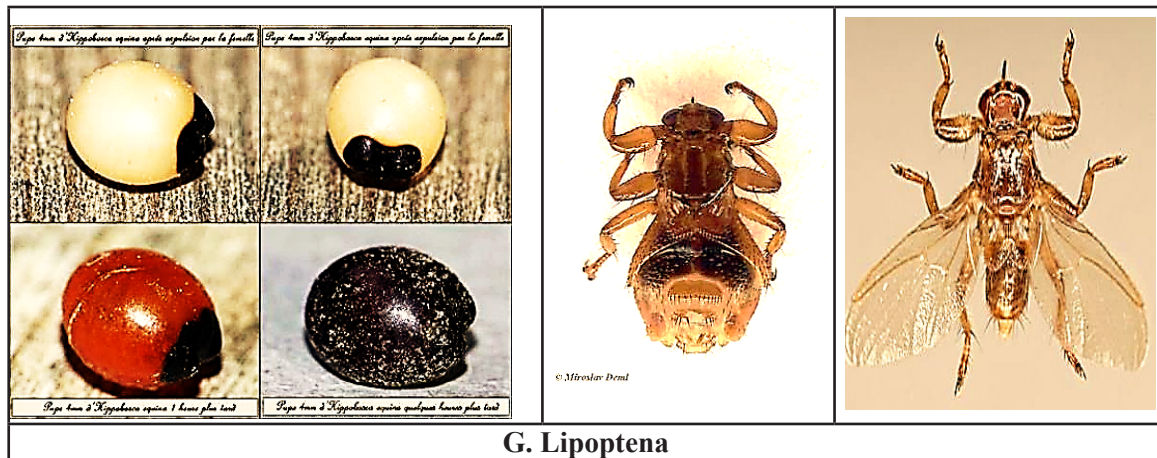 Pupe 4mm d'Hippobosca equina après expulsion par la femelle
Pupe 4mm d'Hippobosca equina après expulsion par la femelle
Pupe 4mm d'Hippobosca equina 1 heure plus tard
Pupe 4mm d'Hippobosca equina quelques heures plus tard
© Miroslav Deml
G. Lipoptena